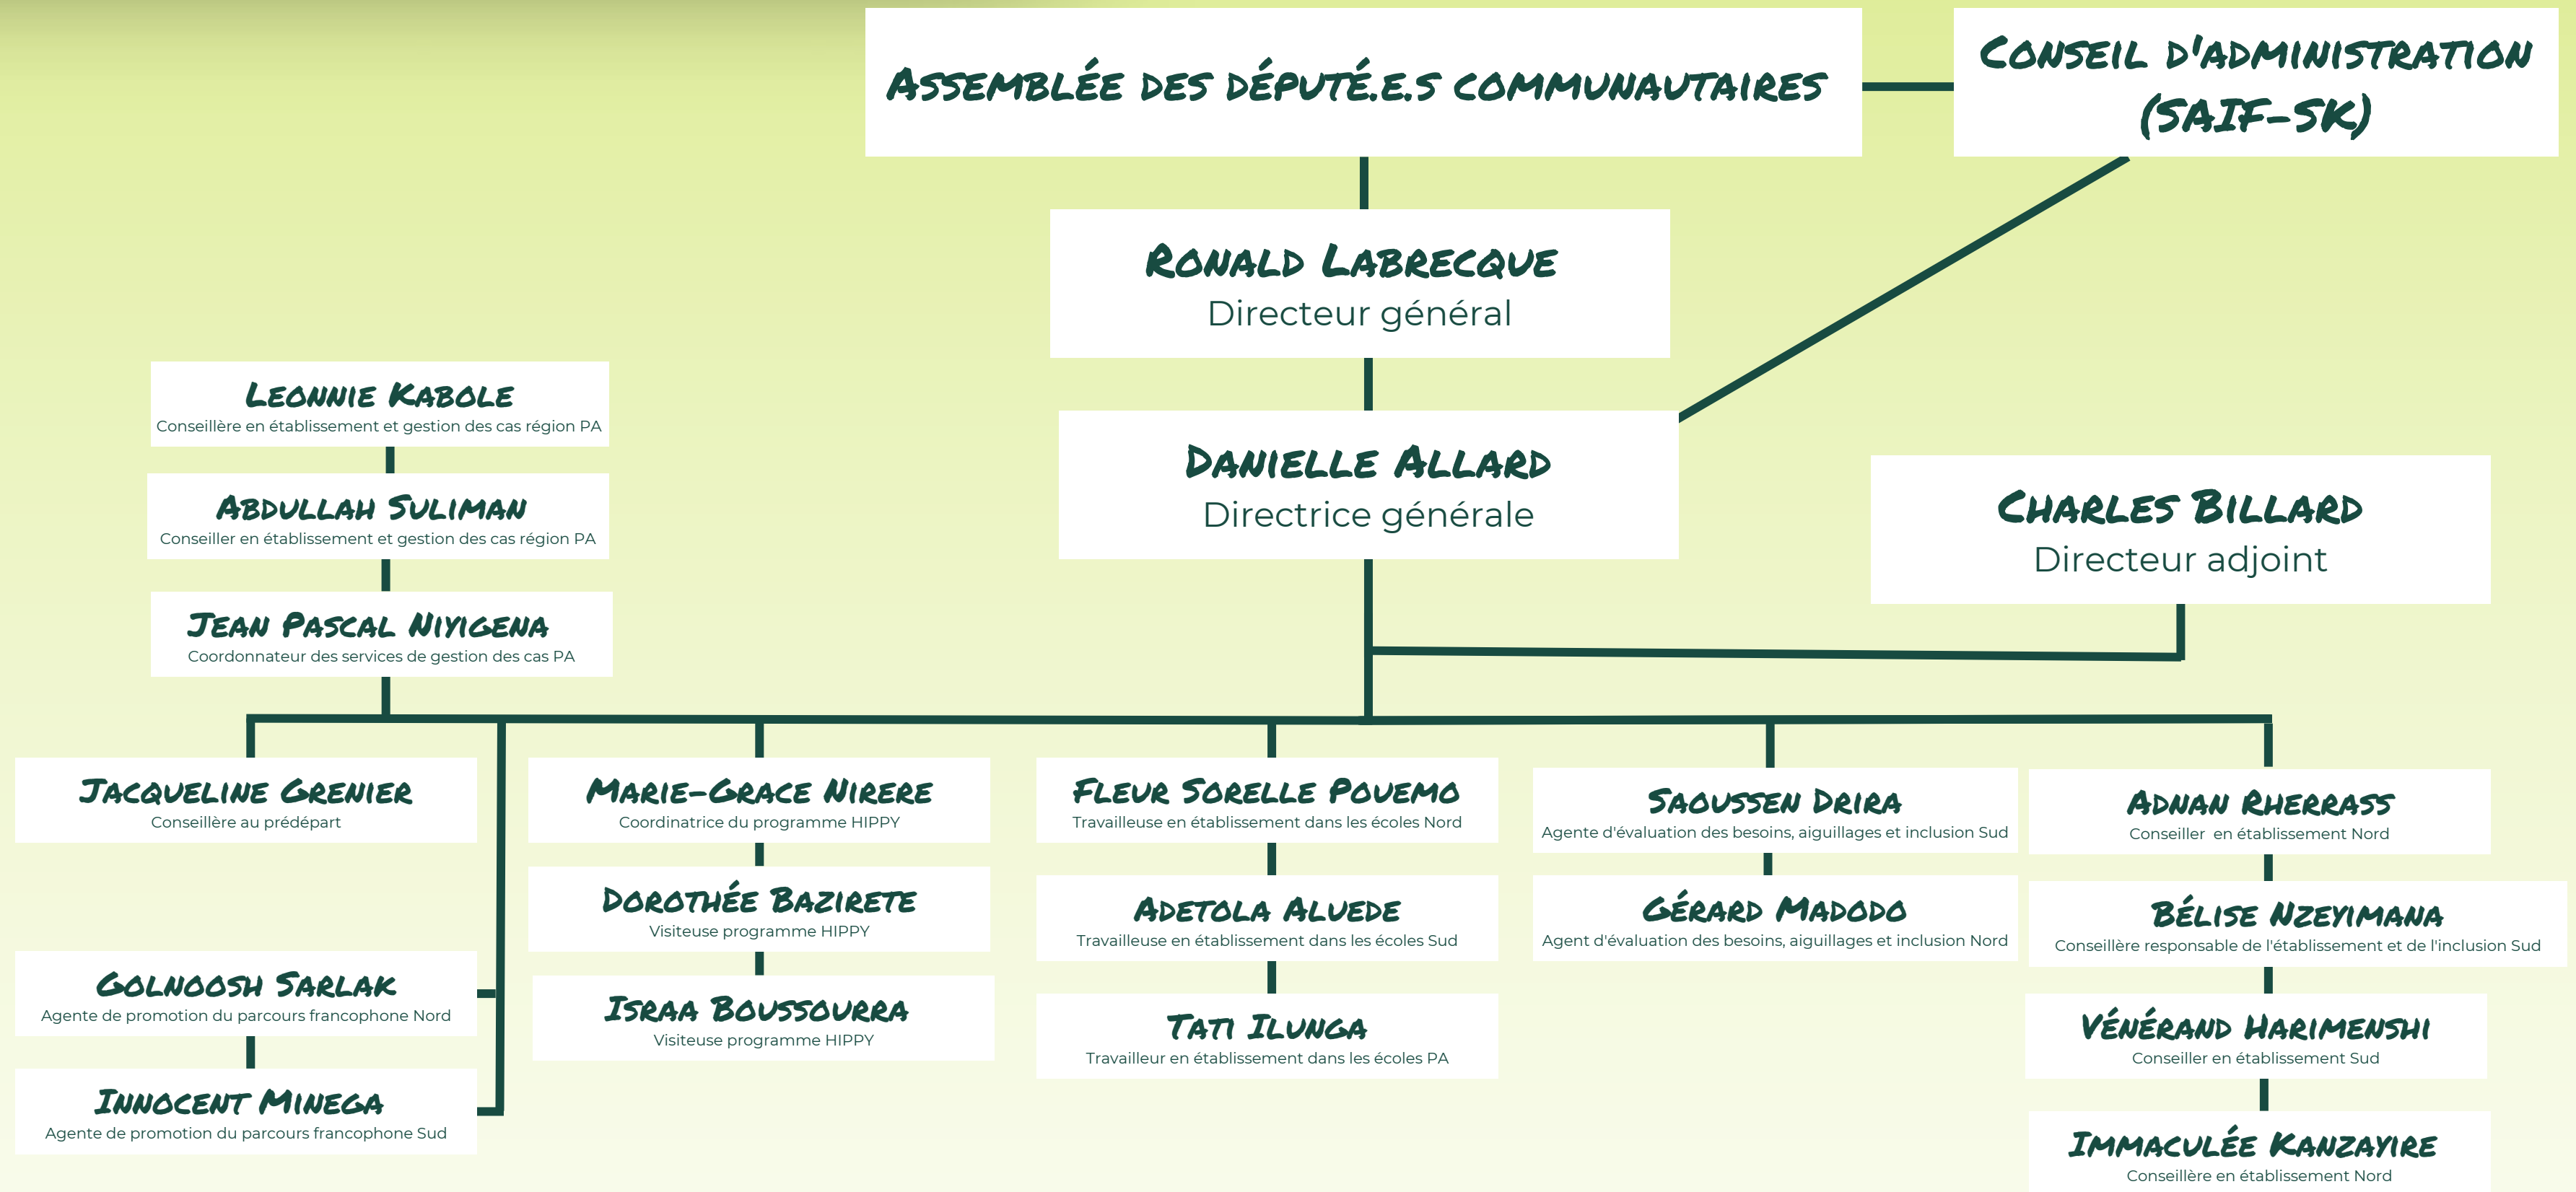 Assemblée des député.e.s communautaires
Conseil d'administration
(SAIF-SK)
Ronald Labrecque
Directeur général
Danielle Allard
Directrice générale
Charles Billard
Directeur adjoint
Leonnie Kabole
Conseillère en établissement et gestion des cas région PA
Abdullah Suliman
Conseiller en établissement et gestion des cas région PA
Jean Pascal Niyigena
Coordonnateur des services de gestion des cas PA
Jacqueline Grenier
Conseillère au prédépart
Golnoosh Sarlak
Agente de promotion du parcours francophone Nord
Innocent Minega
Agente de promotion du parcours francophone Sud
Marie-Grace Nirere
Coordinatrice du programme HIPPY
Dorothée Bazirete
Visiteuse programme HIPPY
Israa Boussourra
Visiteuse programme HIPPY
Fleur Sorelle Pouemo
Travailleuse en établissement dans les écoles Nord
Adetola Aluede
Travailleuse en établissement dans les écoles Sud
Tati Ilunga
Travailleur en établissement dans les écoles PA
Saoussen Drira
Agente d'évaluation des besoins, aiguillages et inclusion Sud
Gérard Madodo
Agent d'évaluation des besoins, aiguillages et inclusion Nord
Adnan Rherrass
Conseiller en établissement Nord
Bélise Nzeyimana
Conseillère responsable de l'établissement et de l'inclusion Sud
Vénérand Harimenshi
Conseiller en établissement Sud
Immaculée Kanzayire
Conseillère en établissement Nord